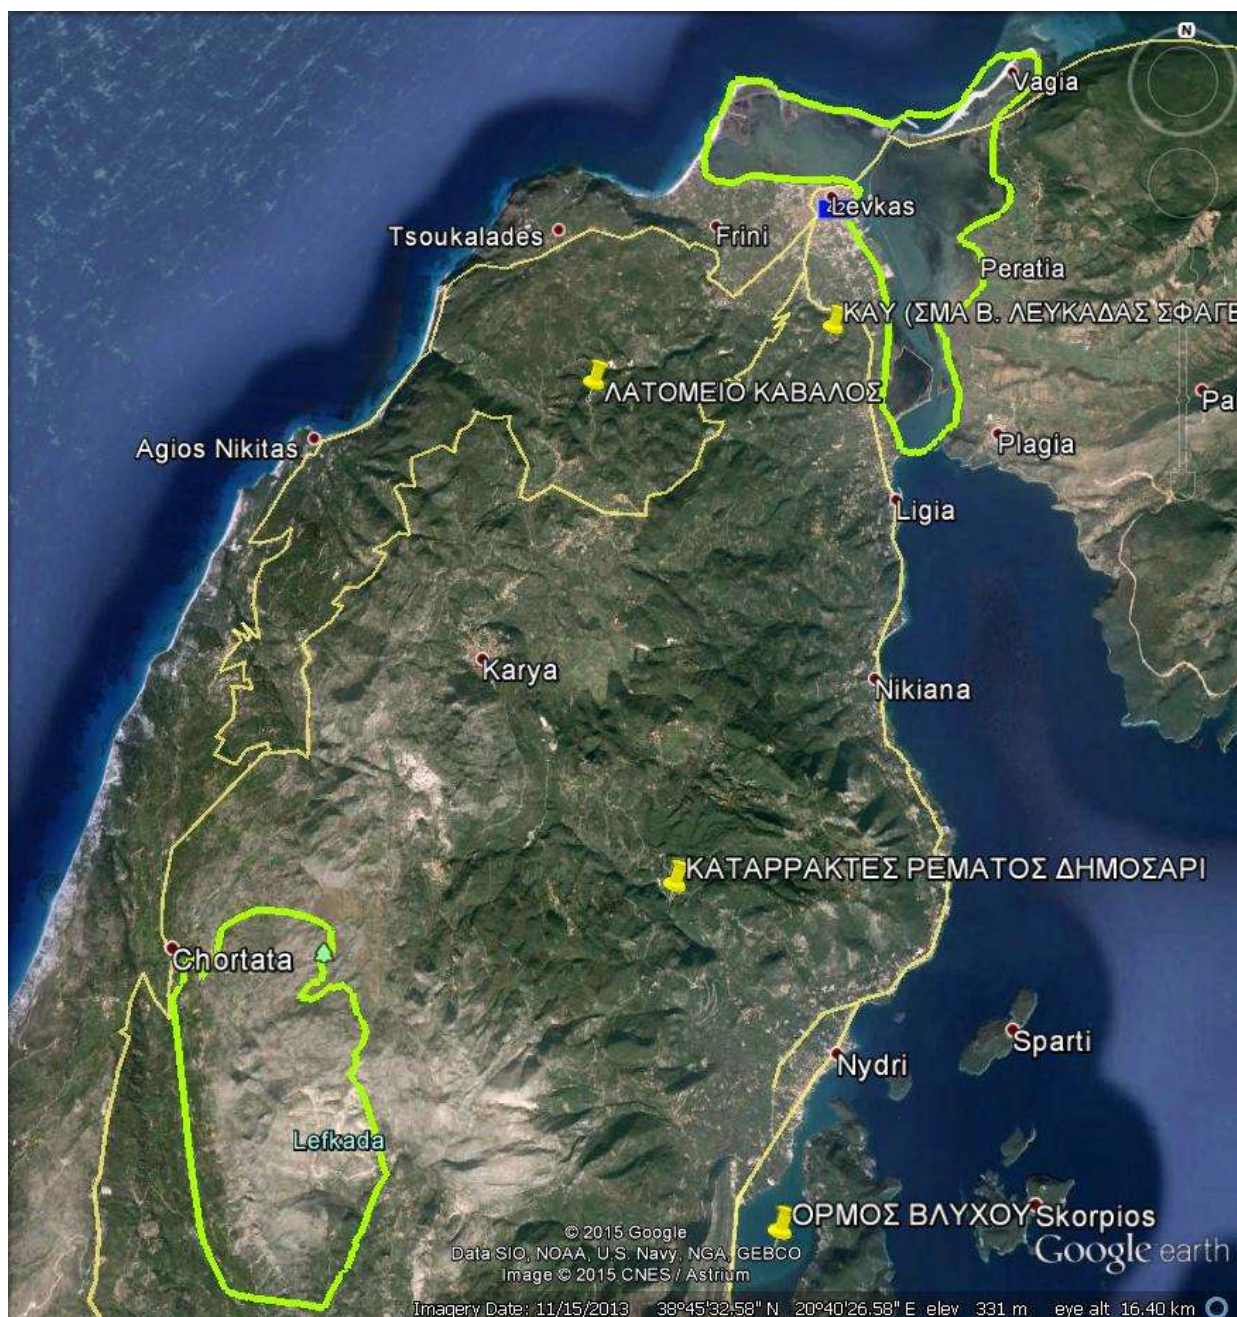 N
Vagia
Levkas
Tsoukalades
Frini
Peratia
ΚΑΥ (ΣΜΑ Β. ΛΕΥΚΑΔΑΣ ΣΦΑΓΕ
ΛΑΤΟΜΕΙΟ ΚΑΒΑΛΟΣ
Pa
Agios Nikitas
Plagia
Ligia
Karya
Nikiana
ΚΑΤΑΡΡΑΚΤΕΣ ΡΕΜΑΤΟΣ ΔΗΜΟΣΑΡΙ
Chortata
Sparti
Nydri
Lefkada
ΟΡΜΟΣ ΒΛΥΧΟΥ
Skorpios
© 2015 Google
Data SIO, NOAA, U.S. Navy, NGA, GEBCO
Image © 2015 CNES / Astrium
Google earth
Imagery Date: 11/15/2013 38°45'32.58" N 20°40'26.58" E elev 331 m eye alt 16.40 km